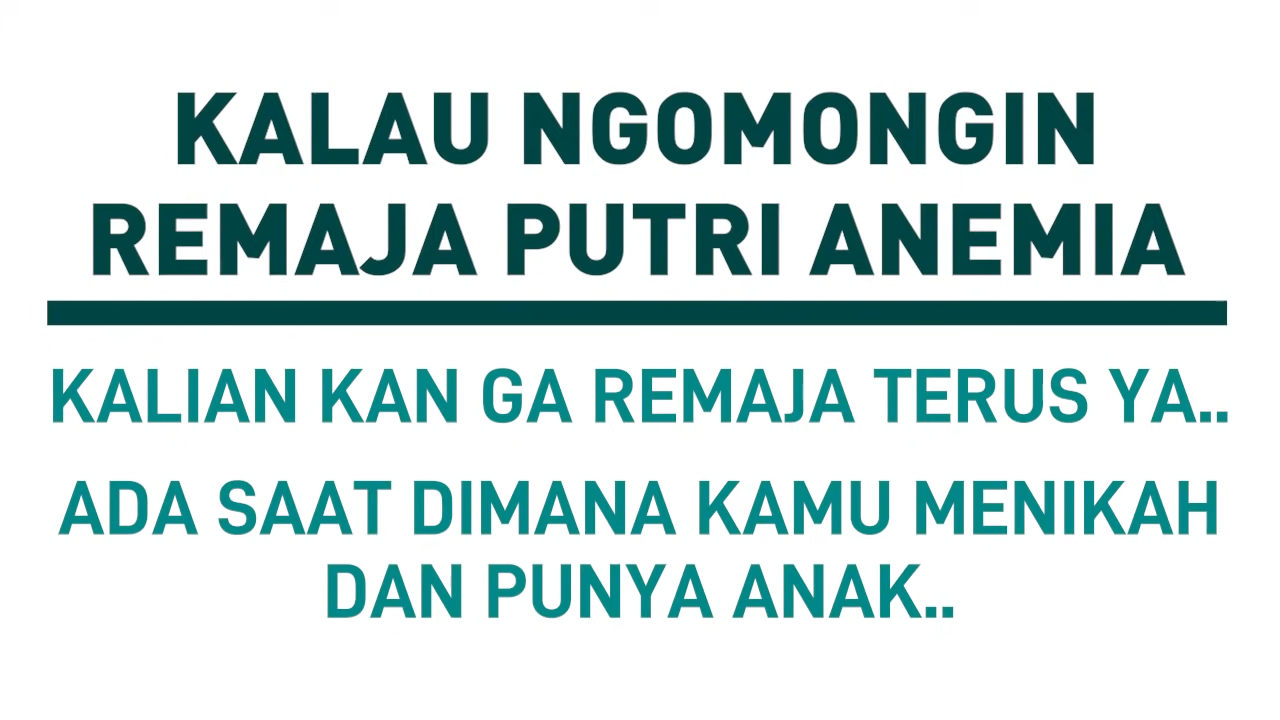 KALAU NGOMONGIN
REMAJA PUTRI ANEMIA
KALIAN KAN GA REMAJA TERUS YA..
ADA SAAT DIMANA KAMU MENIKAH
DAN PUNYA ANAK..